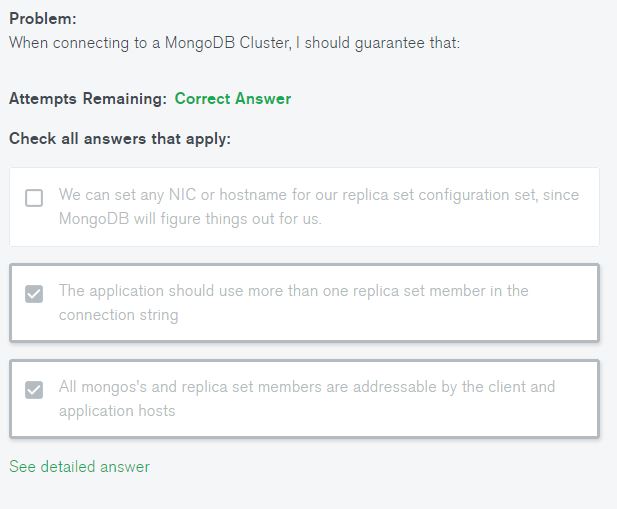 Problem:
When connecting to a MongoDB Cluster, I should guarantee that:
Attempts Remaining: Correct Answer
Check all answers that apply:
We can set any NIC or hostname for our replica set configuration set, since
MongoDB will figure things out for us.
The application should use more than one replica set member in the
connection string
All mongos's and replica set members are addressable by the client and
application hosts
See detailed answer